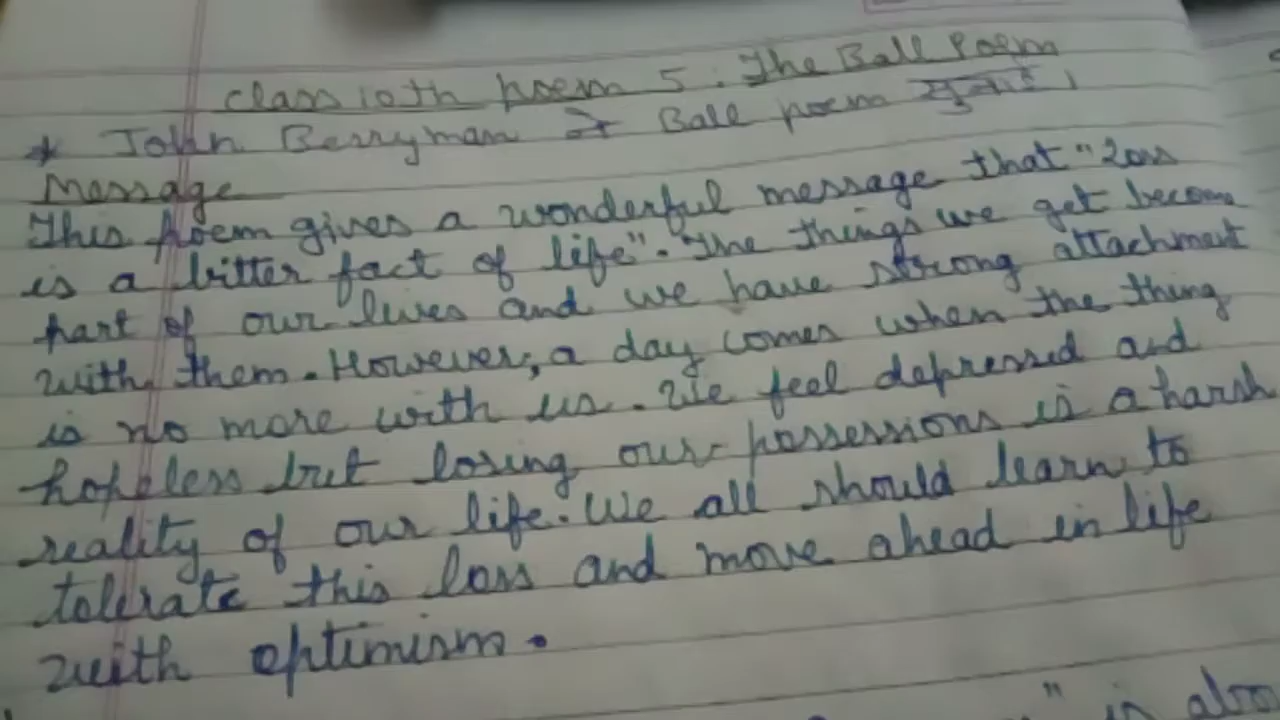 class 10th poem 5. The Ball Poem
* John Berryman ने Ball poem
Message
This poem gives a wonderful message that "Loss
is a bitter fact of life". The things we get become
part of our lives and we have strong attachment
with them. However, a day comes when the thing
is no more with us. We feel depressed and
hopeless but losing our possessions is a harsh
reality of our life. We all should learn to
tolerate this loss and move ahead in life
with optimism.
" is also